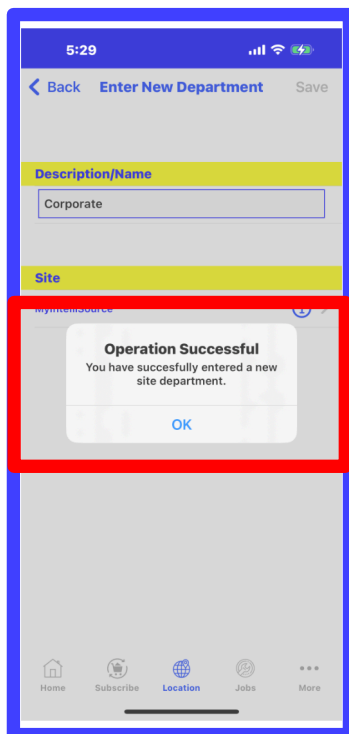 5:29
Back Enter New Department Save
Description/Name
Corporate
Site
MyIntelliSource
Operation Successful
You have succesfully entered a new
site department.
OK
Home Subscribe Location Jobs More